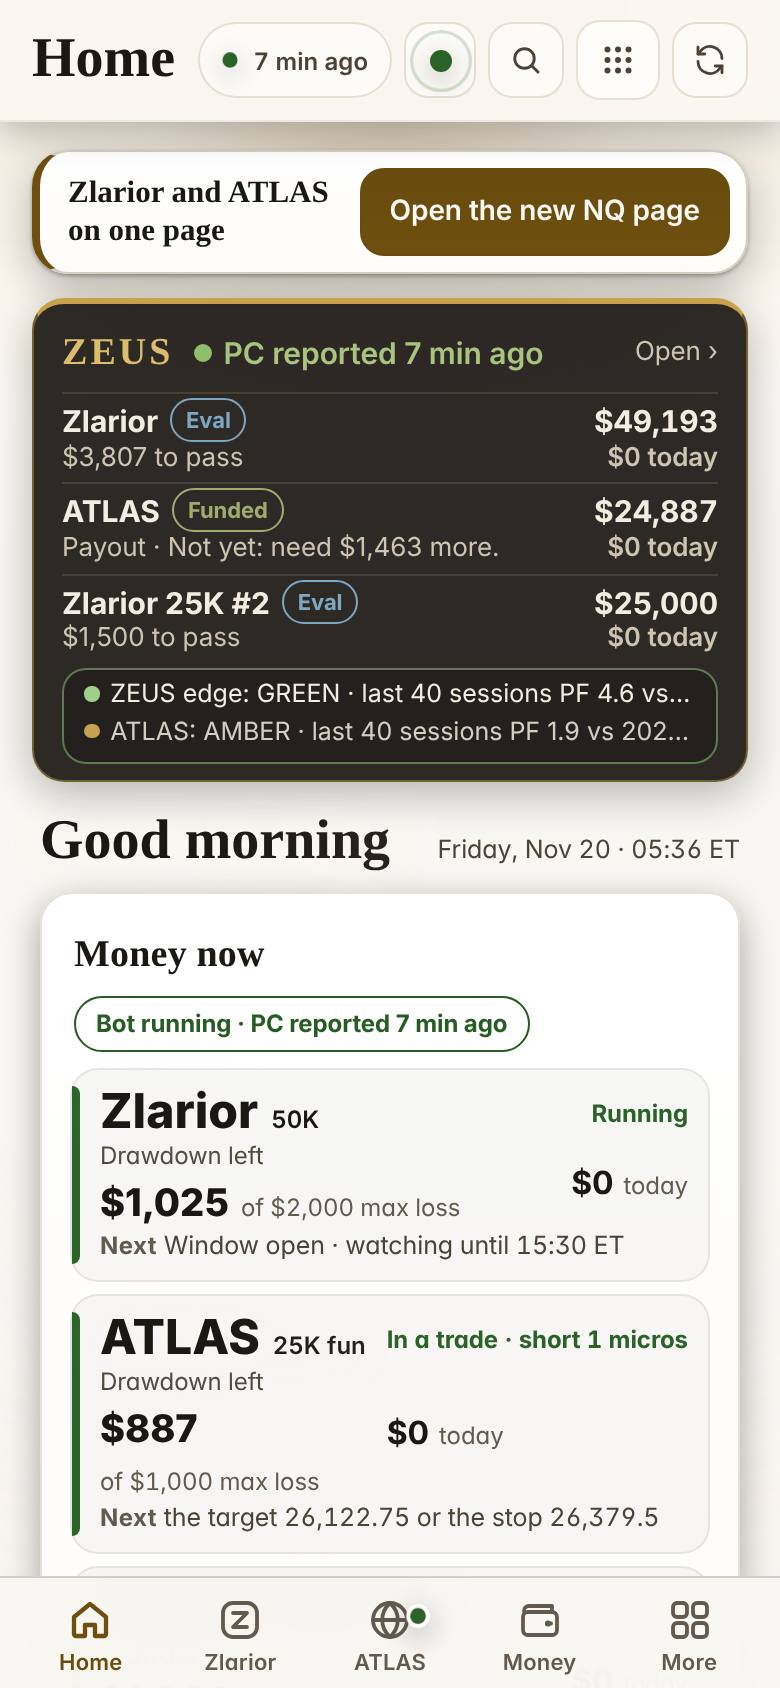 Home
7 min ago
Zlarior and ATLAS
on one page
Open the new NQ page
ZEUS
PC reported 7 min ago
Open ›
Zlarior Eval $49,193
$3,807 to pass $0 today
ATLAS Funded $24,887
Payout · Not yet: need $1,463 more. $0 today
Zlarior 25K #2 Eval $25,000
$1,500 to pass $0 today
ZEUS edge: GREEN · last 40 sessions PF 4.6 vs...
ATLAS: AMBER · last 40 sessions PF 1.9 vs 202...
Good morning Friday, Nov 20 · 05:36 ET
Money now
Bot running · PC reported 7 min ago
Zlarior 50K Running
Drawdown left
$1,025 of $2,000 max loss $0 today
Next Window open · watching until 15:30 ET
ATLAS 25K fun In a trade · short 1 micros
Drawdown left
$887 $0 today
of $1,000 max loss
Next the target 26,122.75 or the stop 26,379.5
Home Zlarior ATLAS Money More